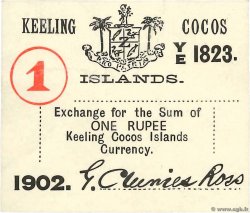 KEELING COCOS
YE 1823.
1
ISLANDS.
Exchange for the Sum of
ONE RUPEE
Keeling Cocos Islands
Currency.
1902. G. Clunies Ross